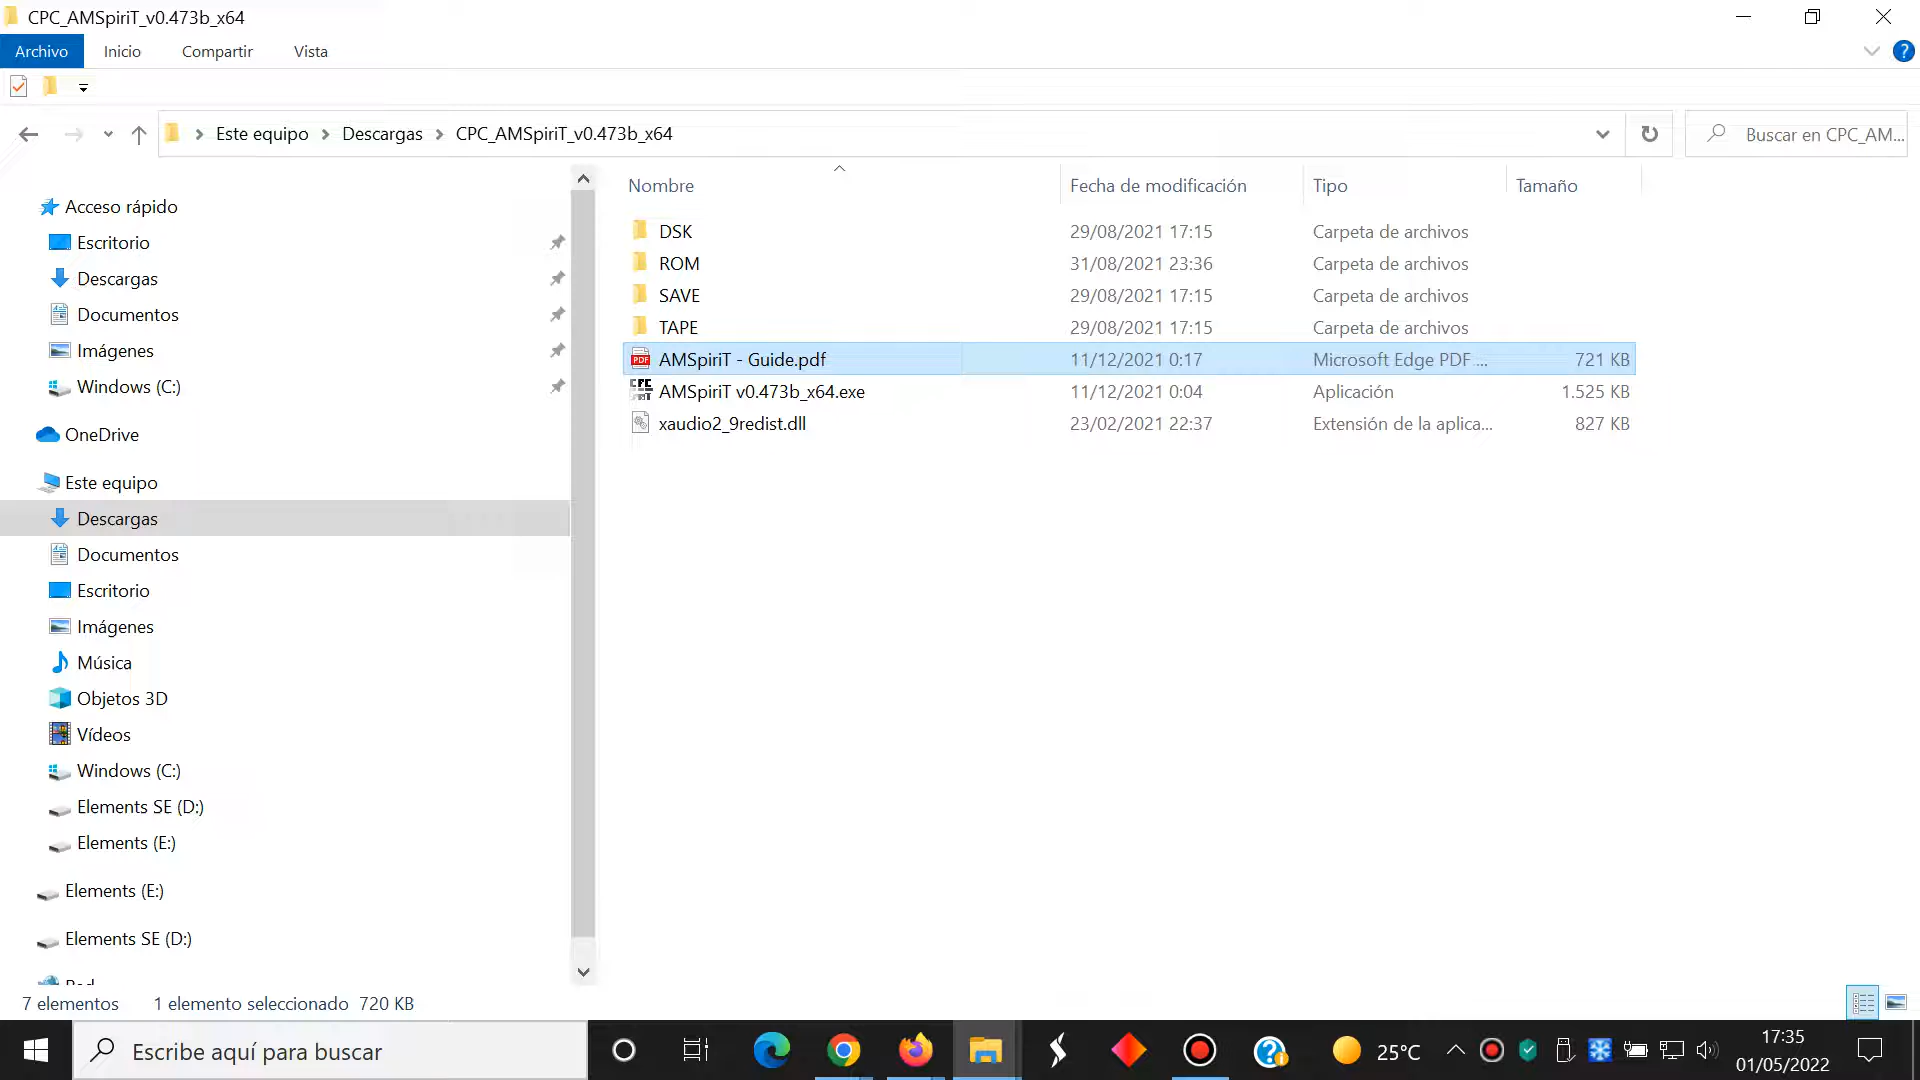 CPC_AMSpiriT_v0.473b_x64
Archivo Inicio Compartir Vista
Este equipo Descargas CPC_AMSpiriT_v0.473b_x64
Buscar en CPC_AM...
Nombre Fecha de modificación Tipo Tamaño
DSK 29/08/2021 17:15 Carpeta de archivos
ROM 31/08/2021 23:36 Carpeta de archivos
SAVE 29/08/2021 17:15 Carpeta de archivos
TAPE 29/08/2021 17:15 Carpeta de archivos
AMSpiriT - Guide.pdf 11/12/2021 0:17 Microsoft Edge PDF ... 721 KB
AMSpiriT v0.473b_x64.exe 11/12/2021 0:04 Aplicación 1.525 KB
xaudio2_9redist.dll 23/02/2021 22:37 Extensión de la aplica... 827 KB
Acceso rápido
Escritorio
Descargas
Documentos
Imágenes
Windows (C:)
OneDrive
Este equipo
Descargas
Documentos
Escritorio
Imágenes
Música
Objetos 3D
Vídeos
Windows (C:)
Elements SE (D:)
Elements (E:)
Elements (E:)
Elements SE (D:)
7 elementos 1 elemento seleccionado 720 KB
Escribe aquí para buscar
25°C
17:35
01/05/2022